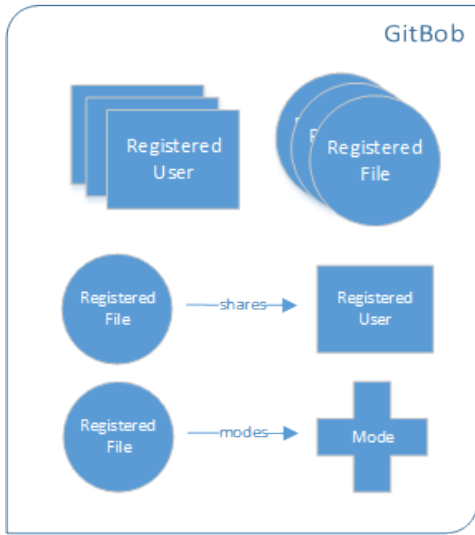 GitBob
Registered
User
R
R
Registered
File
Registered
File
shares
Registered
User
Registered
File
modes
Mode